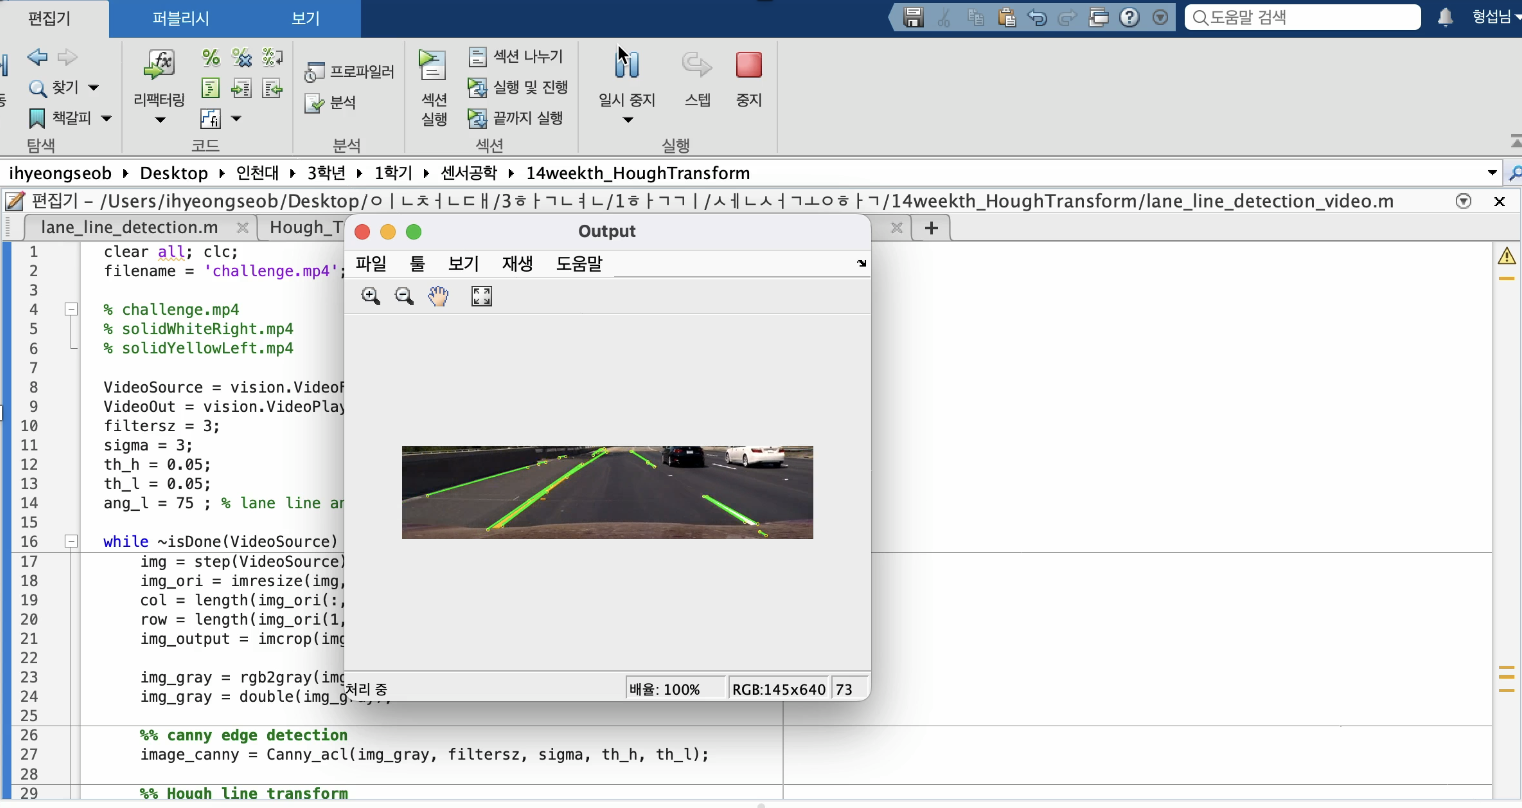 편집기 퍼블리시 보기
도움말 검색
형섭님
찾기
책갈피
탐색
리팩터링
코드
프로파일러
분석
분석
섹션 실행
섹션 나누기
실행 및 진행
끝까지 실행
섹션
일시 중지
스텝
중지
실행
ihyeongseob ▸ Desktop ▸ 인천대 ▸ 3학년 ▸ 1학기 ▸ 센서공학 ▸ 14weekth_HoughTransform
편집기 - /Users/ihyeongseob/Desktop/ㅇㅣㄴㅊㅓㄴㄷㅐ/3ㅎㅏㄱㄴㅕㄴ/1ㅎㅏㄱㄱㅣ/ㅅㅔㄴㅅㅓㄱㅗㅇㅎㅏㄱ/14weekth_HoughTransform/lane_line_detection_video.m
lane_line_detection.m
Hough_T
Output
파일 툴 보기 재생 도움말
처리 중
배율: 100%
RGB:145x640
73
1 clear all; clc;
2 filename = 'challenge.mp4';
3
4 % challenge.mp4
5 % solidWhiteRight.mp4
6 % solidYellowLeft.mp4
7
8 VideoSource = vision.Video
9 VideoOut = vision.VideoPlay
10 filtersz = 3;
11 sigma = 3;
12 th_h = 0.05;
13 th_l = 0.05;
14 ang_l = 75 ; % lane line an
15
16 while ~isDone(VideoSource)
17 img = step(VideoSource)
18 img_ori = imresize(img,
19 col = length(img_ori(:,
20 row = length(img_ori(1,
21 img_output = imcrop(img
22
23 img_gray = rgb2gray(img
24 img_gray = double(img_gray);
25
26 %% canny edge detection
27 image_canny = Canny_acl(img_gray, filtersz, sigma, th_h, th_l);
28
29 %% Hough line transform